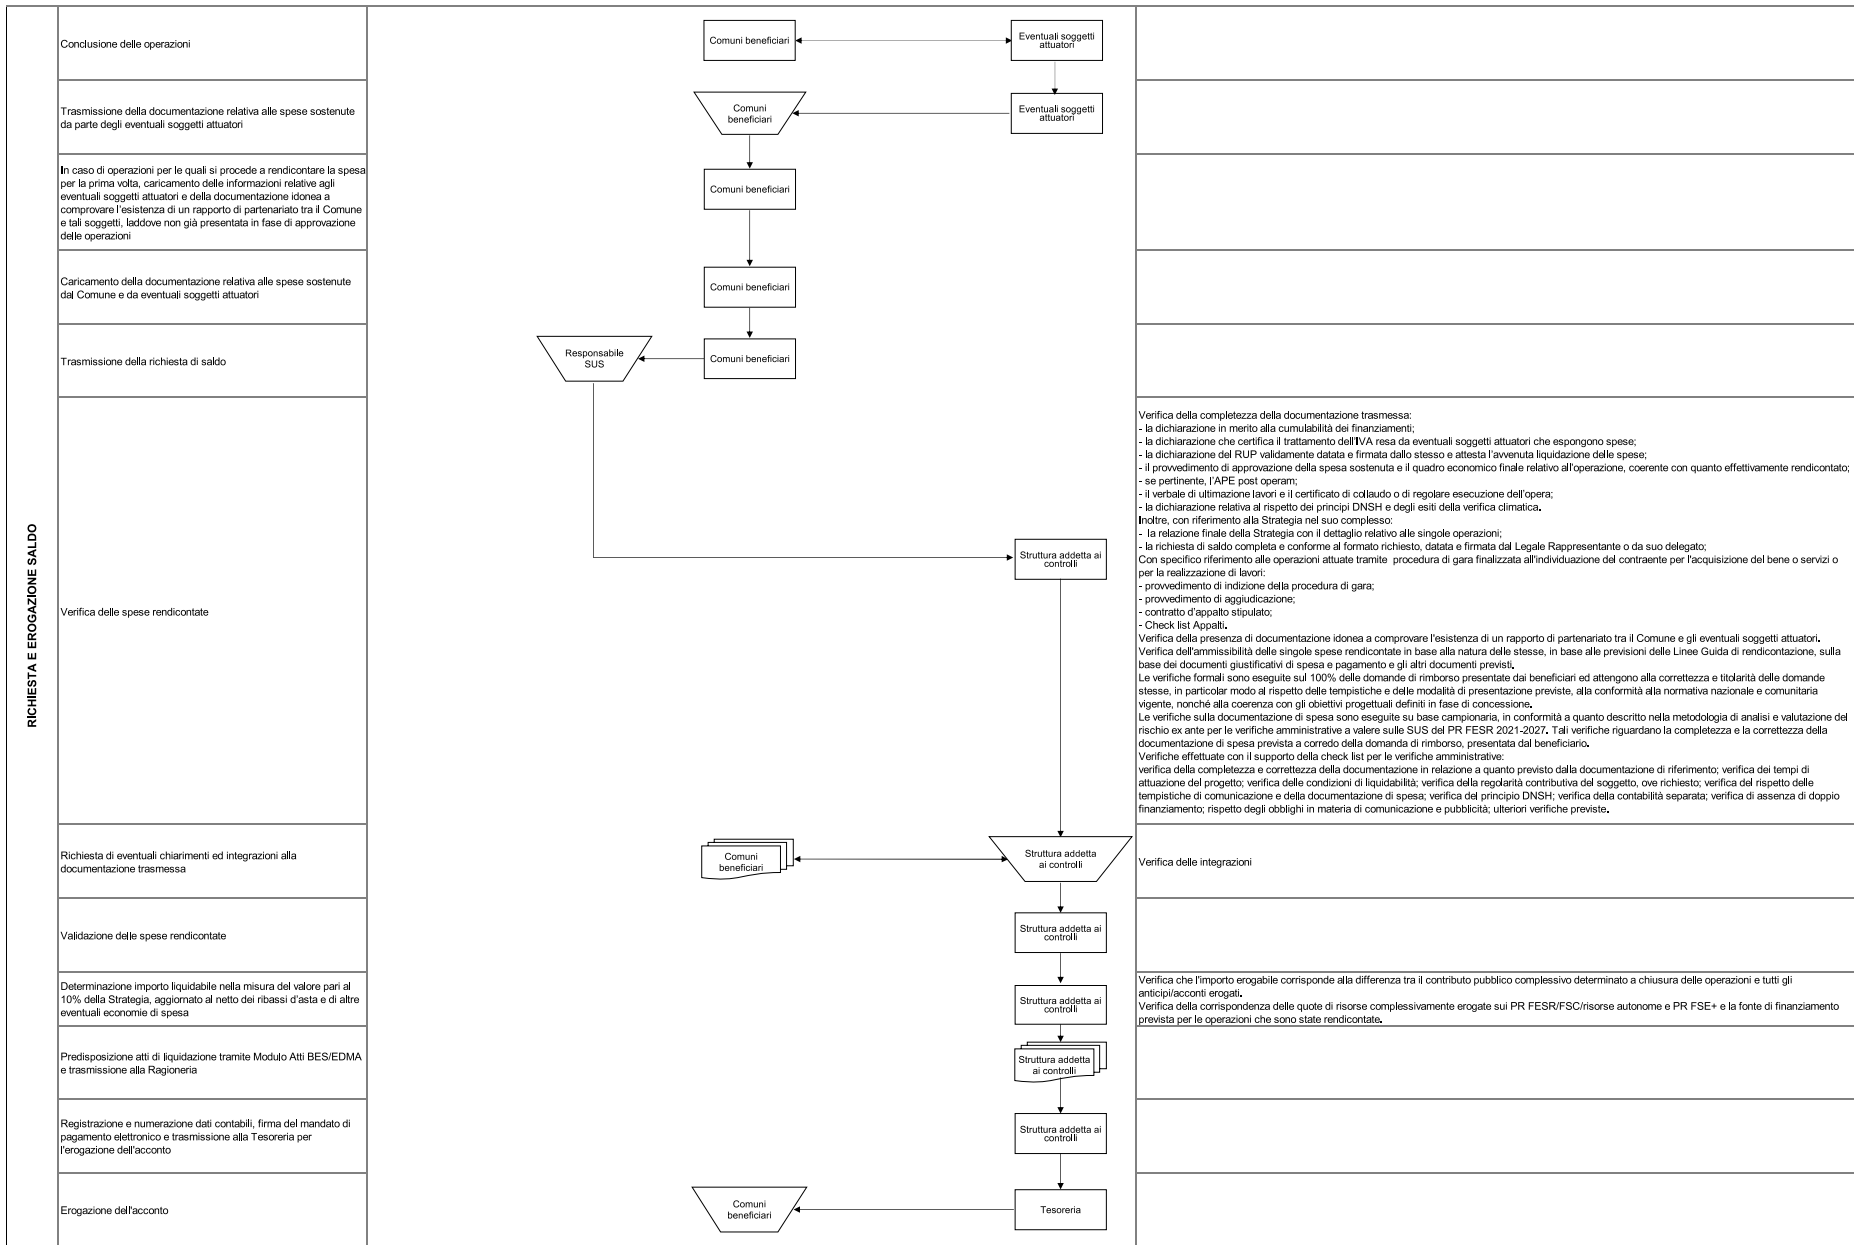 RICHIESTA E EROGAZIONE SALDO
Conclusione delle operazioni
Comuni beneficiari
Eventuali soggetti
attuatori
Trasmissione della documentazione relativa alle spese sostenute
da parte degli eventuali soggetti attuatori
Comuni
beneficiari
Eventuali soggetti
attuatori
In caso di operazioni per le quali si procede a rendicontare la spesa
per la prima volta, caricamento delle informazioni relative agli
eventuali soggetti attuatori e della documentazione idonea a
comprovare l'esistenza di un rapporto di partenariato tra il Comune
e tali soggetti, laddove non già presentata in fase di approvazione
delle operazioni
Comuni beneficiari
Caricamento della documentazione relativa alle spese sostenute
dal Comune e da eventuali soggetti attuatori
Comuni beneficiari
Trasmissione della richiesta di saldo
Responsabile
SUS
Comuni beneficiari
Verifica delle spese rendicontate
Struttura addetta ai
controlli
Verifica della completezza della documentazione trasmessa:
- la dichiarazione in merito alla cumulabilità dei finanziamenti;
- la dichiarazione che certifica il trattamento dell'IVA resa da eventuali soggetti attuatori che espongono spese;
- la dichiarazione del RUP validamente datata e firmata dallo stesso e attesta l'avvenuta liquidazione delle spese;
- il provvedimento di approvazione della spesa sostenuta e il quadro economico finale relativo all'operazione, coerente con quanto effettivamente rendicontato;
- se pertinente, l'APE post operam;
- il verbale di ultimazione lavori e il certificato di collaudo o di regolare esecuzione dell'opera;
- la dichiarazione relativa al rispetto dei principi DNSH e degli esiti della verifica climatica.
Inoltre, con riferimento alla Strategia nel suo complesso:
- la relazione finale della Strategia con il dettaglio relativo alle singole operazioni;
- la richiesta di saldo completa e conforme al formato richiesto, datata e firmata dal Legale Rappresentante o da suo delegato;
Con specifico riferimento alle operazioni attuate tramite procedura di gara finalizzata all'individuazione del contraente per l'acquisizione del bene o servizi o
per la realizzazione di lavori:
- provvedimento di indizione della procedura di gara;
- provvedimento di aggiudicazione;
- contratto d'appalto stipulato;
- Check list Appalti.
Verifica della presenza di documentazione idonea a comprovare l'esistenza di un rapporto di partenariato tra il Comune e gli eventuali soggetti attuatori.
Verifica dell'ammissibilità delle singole spese rendicontate in base alla natura delle stesse, in base alle previsioni delle Linee Guida di rendicontazione, sulla
base dei documenti giustificativi di spesa e pagamento e gli altri documenti previsti.
Le verifiche formali sono eseguite sul 100% delle domande di rimborso presentate dai beneficiari ed attengono alla correttezza e titolarità delle domande
stesse, in particolar modo al rispetto delle tempistiche e delle modalità di presentazione previste, alla conformità alla normativa nazionale e comunitaria
vigente, nonché alla coerenza con gli obiettivi progettuali definiti in fase di concessione.
Le verifiche sulla documentazione di spesa sono eseguite su base campionaria, in conformità a quanto descritto nella metodologia di analisi e valutazione del
rischio ex ante per le verifiche amministrative a valere sulle SUS del PR FESR 2021-2027. Tali verifiche riguardano la completezza e la correttezza della
documentazione di spesa prevista a corredo della domanda di rimborso, presentata dal beneficiario.
Verifiche effettuate con il supporto della check list per le verifiche amministrative:
verifica della completezza e correttezza della documentazione in relazione a quanto previsto dalla documentazione di riferimento; verifica dei tempi di
attuazione del progetto; verifica delle condizioni di liquidabilità; verifica della regolarità contributiva del soggetto, ove richiesto; verifica del rispetto delle
tempistiche di comunicazione e della documentazione di spesa; verifica del principio DNSH; verifica della contabilità separata; verifica di assenza di doppio
finanziamento; rispetto degli obblighi in materia di comunicazione e pubblicità; ulteriori verifiche previste.
Richiesta di eventuali chiarimenti ed integrazioni alla
documentazione trasmessa
Comuni
beneficiari
Struttura addetta
ai controlli
Verifica delle integrazioni
Validazione delle spese rendicontate
Struttura addetta ai
controlli
Determinazione importo liquidabile nella misura del valore pari al
10% della Strategia, aggiornato al netto dei ribassi d'asta e di altre
eventuali economie di spesa
Struttura addetta ai
controlli
Verifica che l'importo erogabile corrisponde alla differenza tra il contributo pubblico complessivo determinato a chiusura delle operazioni e tutti gli
anticipi/acconti erogati.
Verifica della corrispondenza delle quote di risorse complessivamente erogate sui PR FESR/FSC/risorse autonome e PR FSE+ e la fonte di finanziamento
prevista per le operazioni che sono state rendicontate.
Predisposizione atti di liquidazione tramite Modulo Atti BES/EDMA
e trasmissione alla Ragioneria
Struttura addetta
ai controlli
Registrazione e numerazione dati contabili, firma del mandato di
pagamento elettronico e trasmissione alla Tesoreria per
l'erogazione dell'acconto
Struttura addetta ai
controlli
Erogazione dell'acconto
Comuni
beneficiari
Tesoreria